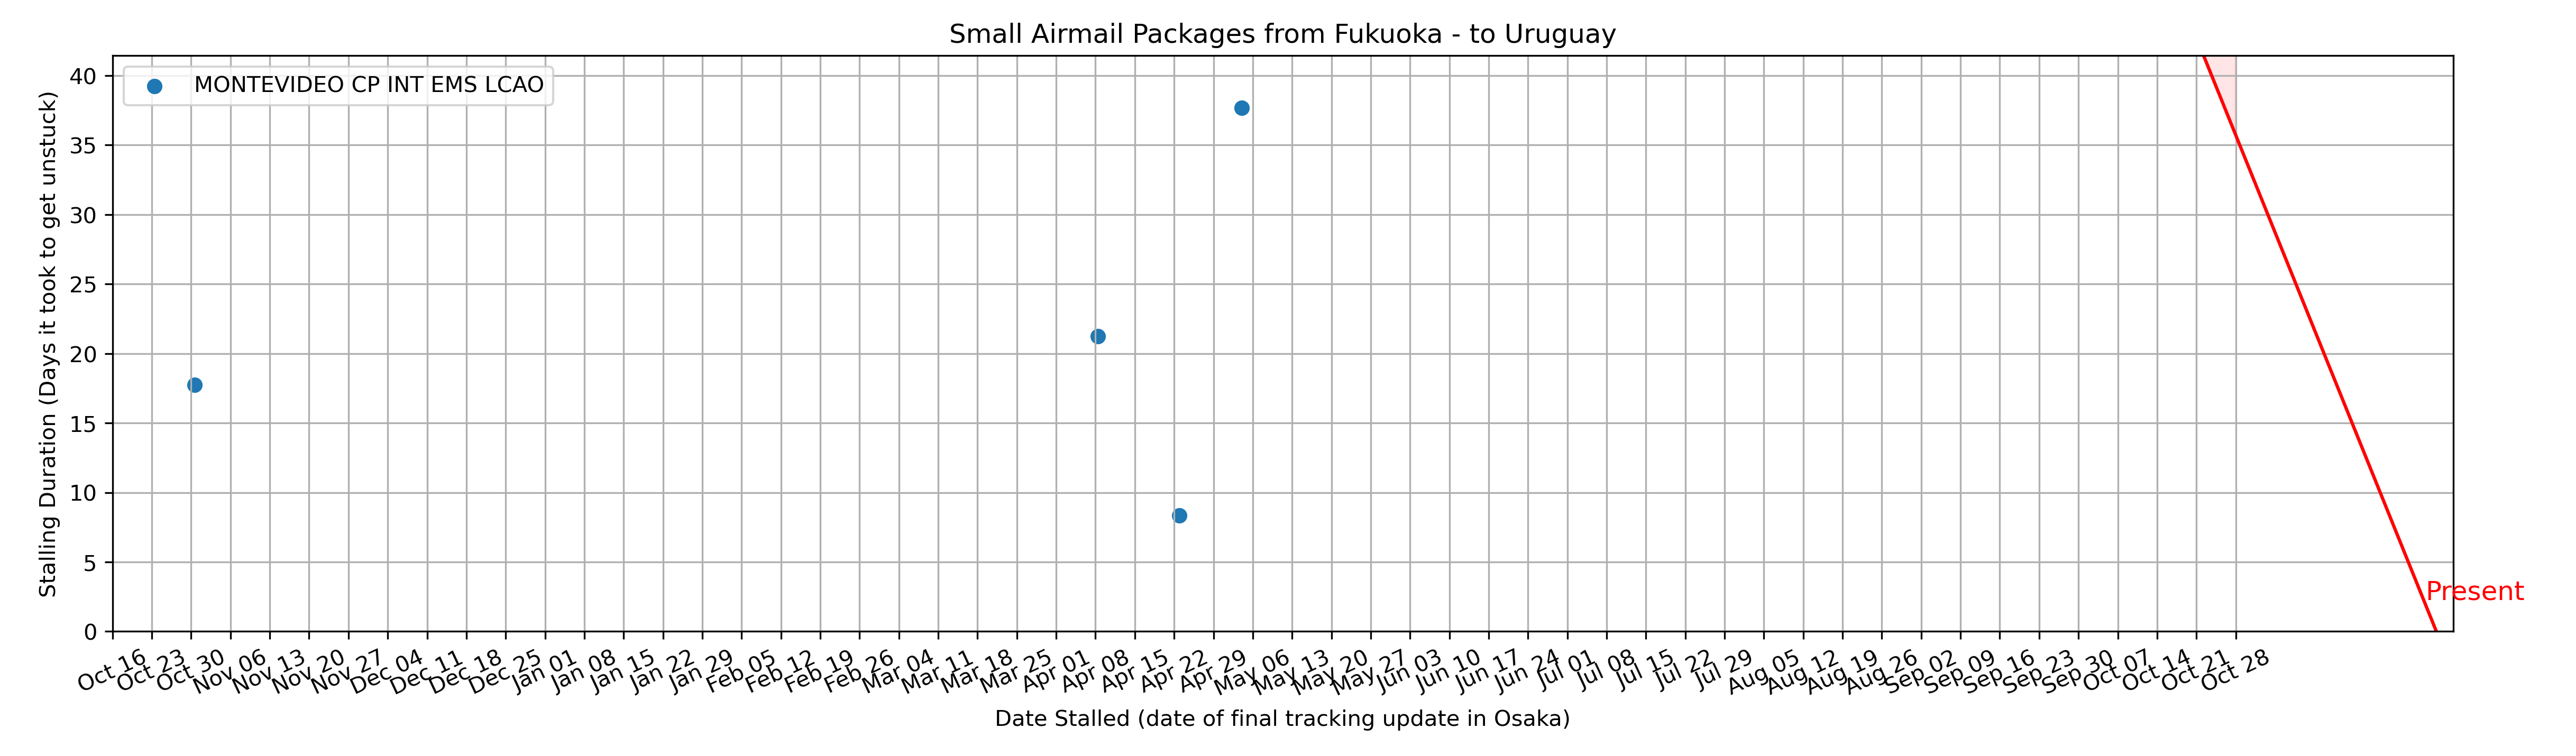 Small Airmail Packages from Fukuoka - to Uruguay
MONTEVIDEO CP INT EMS LCAO
Stalling Duration (Days it took to get unstuck)
40
35
30
25
20
15
10
5
0
Present
Oct 16
Oct 23
Oct 30
Nov 06
Nov 13
Nov 20
Nov 27
Dec 04
Dec 11
Dec 18
Dec 25
Jan 01
Jan 08
Jan 15
Jan 22
Jan 29
Feb 05
Feb 12
Feb 19
Feb 26
Mar 04
Mar 11
Mar 18
Mar 25
Apr 01
Apr 08
Apr 15
Apr 22
Apr 29
May 06
May 13
May 20
May 27
Jun 03
Jun 10
Jun 17
Jun 24
Jul 01
Jul 08
Jul 15
Jul 22
Jul 29
Aug 05
Aug 12
Aug 19
Aug 26
Sep 02
Sep 09
Sep 16
Sep 23
Sep 30
Oct 07
Oct 14
Oct 21
Oct 28
Date Stalled (date of final tracking update in Osaka)